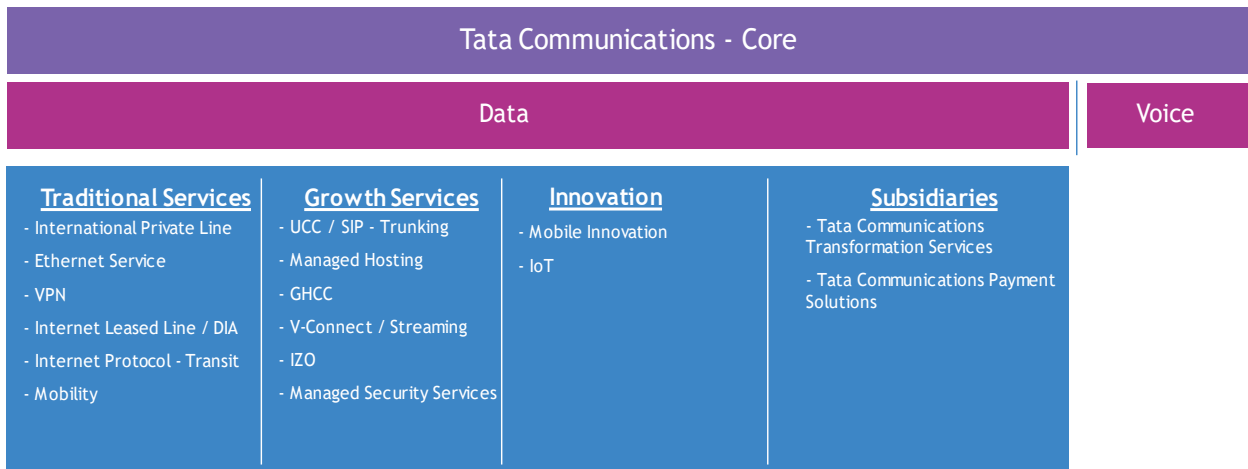 Tata Communications - Core
Data
Voice
Traditional Services
- International Private Line
- Ethernet Service
- VPN
- Internet Leased Line / DIA
- Internet Protocol - Transit
- Mobility
Growth Services
- UCC / SIP - Trunking
- Managed Hosting
- GHCC
- V-Connect / Streaming
- IZO
- Managed Security Services
Innovation
- Mobile Innovation
- IoT
Subsidiaries
- Tata Communications
Transformation Services
- Tata Communications Payment
Solutions